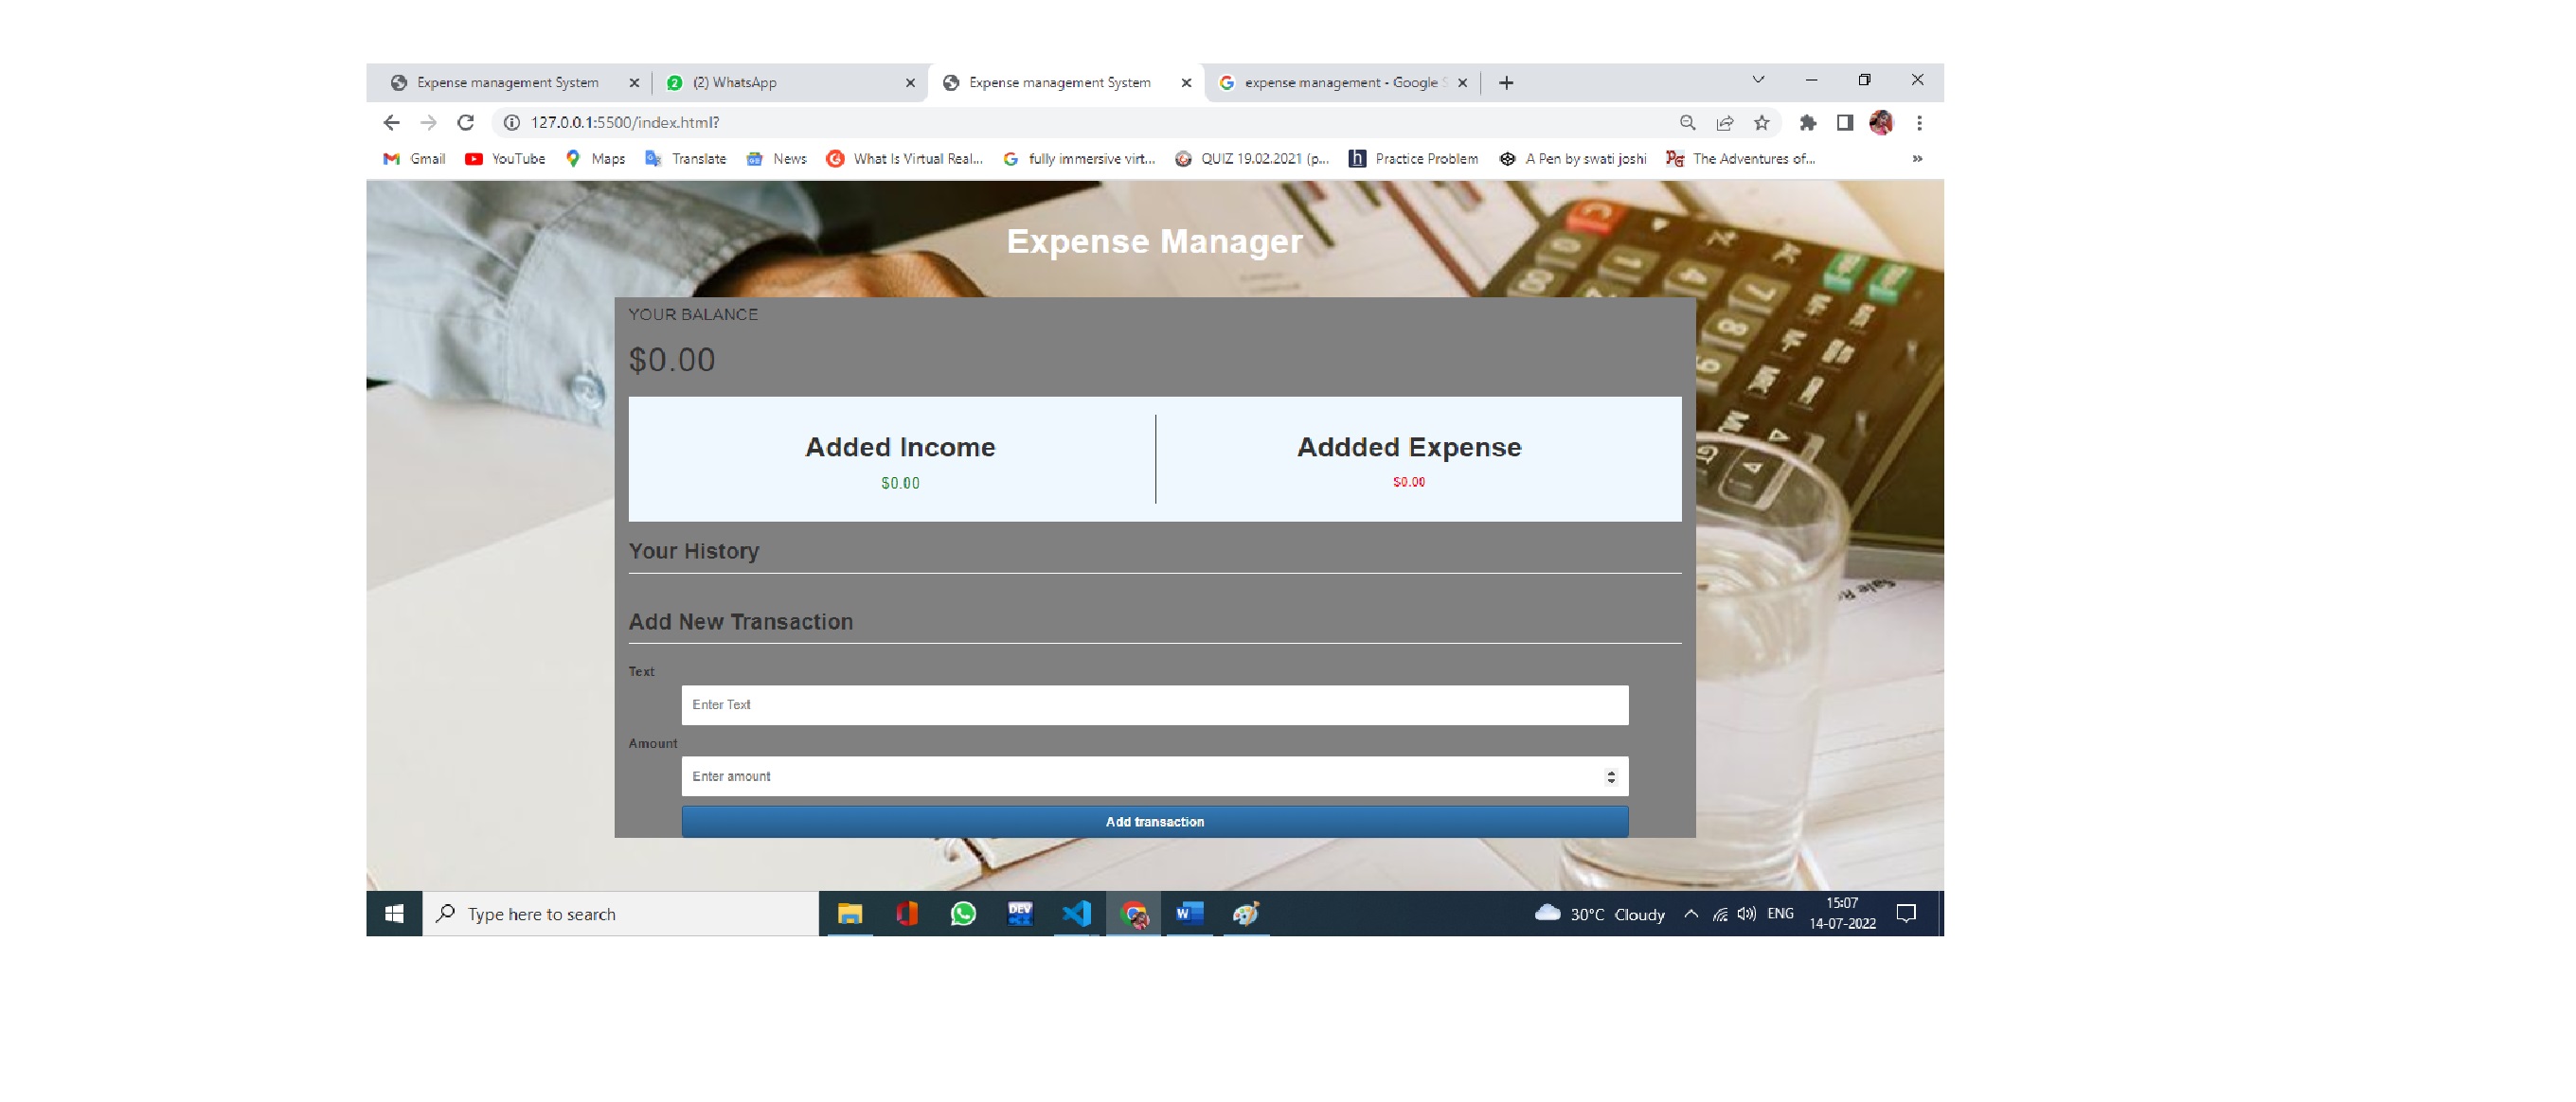 Expense management System
(2) WhatsApp
Expense management System
expense management - Google
127.0.0.1:5500/index.html?
Gmail
YouTube
Maps
Translate
News
What Is Virtual Real...
fully immersive virt...
QUIZ 19.02.2021 (p...
Practice Problem
A Pen by swati joshi
The Adventures of...
»
Expense Manager
YOUR BALANCE
$0.00
Added Income
$0.00
Addded Expense
$0.00
Your History
Add New Transaction
Text
Enter Text
Amount
Enter amount
Add transaction
Type here to search
DEV
30°C Cloudy
ENG
15:07
14-07-2022